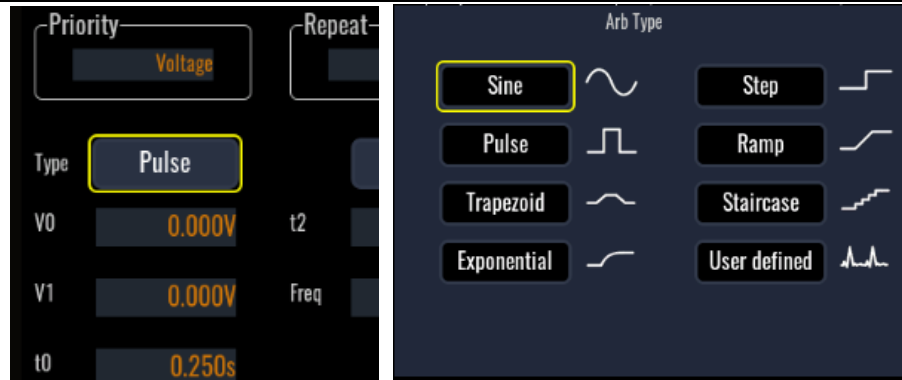 Priority
Repeat
Voltage
Type
Pulse
V0
0.000V
t2
V1
0.000V
Freq
t0
0.250s
Arb Type
Sine
Step
Pulse
Ramp
Trapezoid
Staircase
Exponential
User defined